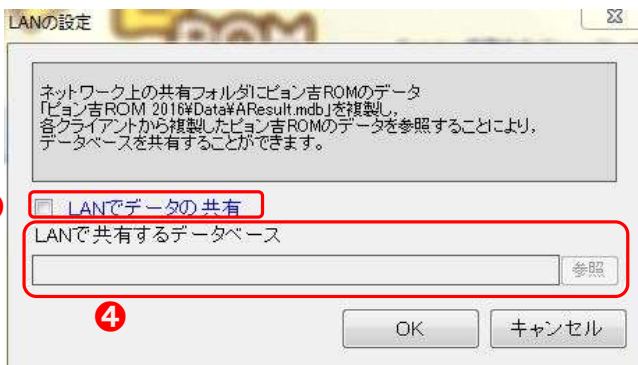 LANの設定
ROM
ネットワーク上の共有フォルダにピョン吉ROMのデータ
「ピョン吉ROM 2016¥Data¥AResult.mdb」を複製し,
各クライアントから複製したピョン吉ROMのデータを参照することにより,
データベースを共有することができます。
LANでデータの共有
LANで共有するデータベース
参照
4
OK
キャンセル